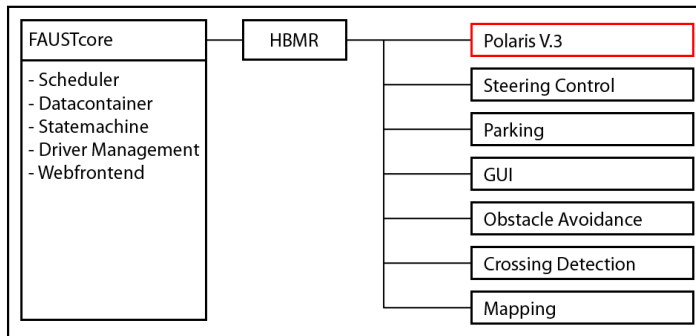 FAUSTcore
- Scheduler
- Datacontainer
- Statemachine
- Driver Management
- Webfrontend
HBMR
Polaris V.3
Steering Control
Parking
GUI
Obstacle Avoidance
Crossing Detection
Mapping